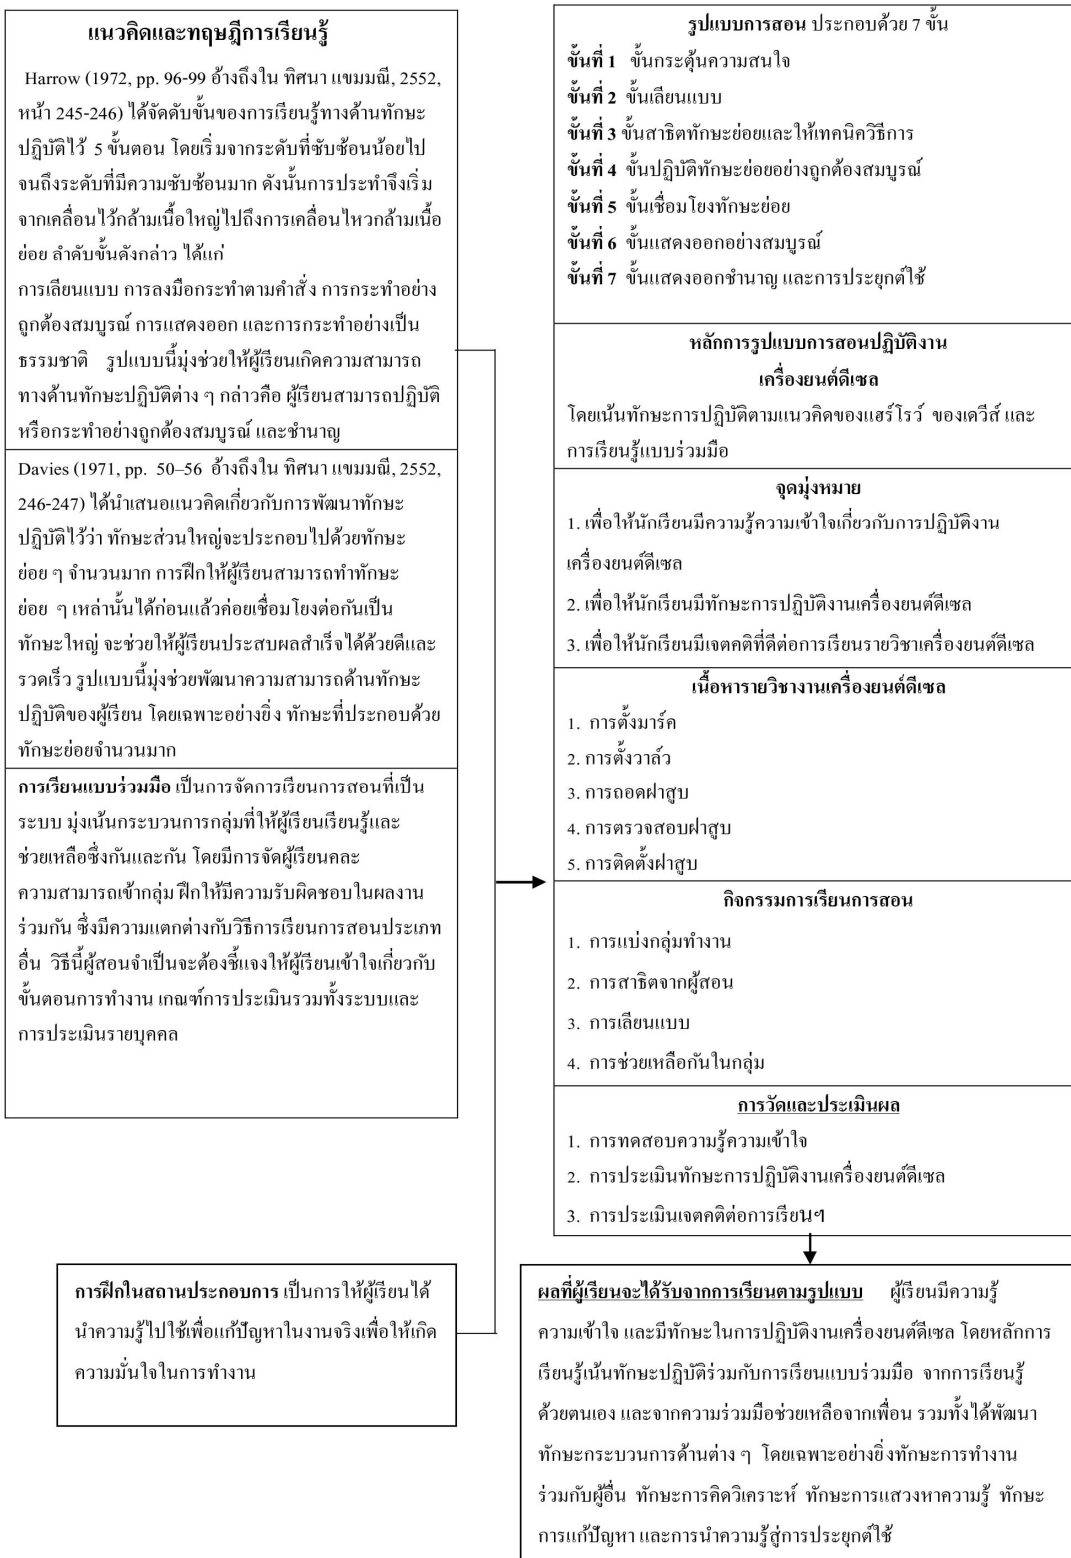 แนวคิดและทฤษฎีการเรียนรู้
Harrow (1972, pp. 96-99 อ้างถึงใน ทิศนา แขมมณี, 2552,
หน้า 245-246) ได้จัดดับขั้นของการเรียนรู้ทางด้านทักษะ
ปฏิบัติไว้ 5 ขั้นตอน โดยเริ่มจากระดับที่ซับซ้อนน้อยไป
จนถึงระดับที่มีความซับซ้อนมาก ดังนั้นการประทำจึงเริ่ม
จากเคลื่อนไว้กล้ามเนื้อใหญ่ไปถึงการเคลื่อนไหวกล้ามเนื้อ
ย่อย ลำดับขั้นดังกล่าว ได้แก่
การเลียนแบบ การลงมือกระทำตามคำสั่ง การกระทำอย่าง
ถูกต้องสมบูรณ์ การแสดงออก และการกระทำอย่างเป็น
ธรรมชาติ รูปแบบนี้มุ่งช่วยให้ผู้เรียนเกิดความสามารถ
ทางด้านทักษะปฏิบัติต่าง ๆ กล่าวคือ ผู้เรียนสามารถปฏิบัติ
หรือกระทำอย่างถูกต้องสมบูรณ์ และชำนาญ
Davies (1971, pp. 50–56 อ้างถึงใน ทิศนา แขมมณี, 2552,
246-247) ได้นำเสนอแนวคิดเกี่ยวกับการพัฒนาทักษะ
ปฏิบัติไว้ว่า ทักษะส่วนใหญ่จะประกอบไปด้วยทักษะ
ย่อย ๆ จำนวนมาก การฝึกให้ผู้เรียนสามารถทำทักษะ
ย่อย ๆ เหล่านั้นได้ก่อนแล้วค่อยเชื่อมโยงต่อกันเป็น
ทักษะใหญ่ จะช่วยให้ผู้เรียนประสบผลสำเร็จได้ด้วยดีและ
รวดเร็ว รูปแบบนี้มุ่งช่วยพัฒนาความสามารถด้านทักษะ
ปฏิบัติของผู้เรียน โดยเฉพาะอย่างยิ่ง ทักษะที่ประกอบด้วย
ทักษะย่อยจำนวนมาก
การเรียนแบบร่วมมือ เป็นการจัดการเรียนการสอนที่เป็น
ระบบ มุ่งเน้นกระบวนการกลุ่มที่ให้ผู้เรียนเรียนรู้และ
ช่วยเหลือซึ่งกันและกัน โดยมีการจัดผู้เรียนคละ
ความสามารถเข้ากลุ่ม ฝึกให้มีความรับผิดชอบในผลงาน
ร่วมกัน ซึ่งมีความแตกต่างกับวิธีการเรียนการสอนประเภท
อื่น วิธีนี้ผู้สอนจำเป็นจะต้องชี้แจงให้ผู้เรียนเข้าใจเกี่ยวกับ
ขั้นตอนการทำงาน เกณฑ์การประเมินรวมทั้งระบบและ
การประเมินรายบุคคล
การฝึกในสถานประกอบการ เป็นการให้ผู้เรียนได้
นำความรู้ไปใช้เพื่อแก้ปัญหาในงานจริงเพื่อให้เกิด
ความมั่นใจในการทำงาน
รูปแบบการสอน ประกอบด้วย 7 ขั้น
ขั้นที่ 1 ขั้นกระตุ้นความสนใจ
ขั้นที่ 2 ขั้นเลียนแบบ
ขั้นที่ 3 ขั้นสาธิตทักษะย่อยและให้เทคนิควิธีการ
ขั้นที่ 4 ขั้นปฏิบัติทักษะย่อยอย่างถูกต้องสมบูรณ์
ขั้นที่ 5 ขั้นเชื่อมโยงทักษะย่อย
ขั้นที่ 6 ขั้นแสดงออกอย่างสมบูรณ์
ขั้นที่ 7 ขั้นแสดงออกชำนาญ และการประยุกต์ใช้
หลักการรูปแบบการสอนปฏิบัติงาน
เครื่องยนต์ดีเซล
โดยเน้นทักษะการปฏิบัติตามแนวคิดของแฮร์โรว์ ของเดวีส์ และ
การเรียนรู้แบบร่วมมือ
จุดมุ่งหมาย
1. เพื่อให้นักเรียนมีความรู้ความเข้าใจเกี่ยวกับการปฏิบัติงาน
เครื่องยนต์ดีเซล
2. เพื่อให้นักเรียนมีทักษะการปฏิบัติงานเครื่องยนต์ดีเซล
3. เพื่อให้นักเรียนมีเจตคติที่ดีต่อการเรียนรายวิชาเครื่องยนต์ดีเซล
เนื้อหารายวิชางานเครื่องยนต์ดีเซล
1. การตั้งมาร์ค
2. การตั้งวาล์ว
3. การถอดฝาสูบ
4. การตรวจสอบฝาสูบ
5. การติดตั้งฝาสูบ
กิจกรรมการเรียนการสอน
1. การแบ่งกลุ่มทำงาน
2. การสาธิตจากผู้สอน
3. การเลียนแบบ
4. การช่วยเหลือกันในกลุ่ม
การวัดและประเมินผล
1. การทดสอบความรู้ความเข้าใจ
2. การประเมินทักษะการปฏิบัติงานเครื่องยนต์ดีเซล
3. การประเมินเจตคติต่อการเรียนฯ
ผลที่ผู้เรียนจะได้รับจากการเรียนตามรูปแบบ ผู้เรียนมีความรู้
ความเข้าใจ และมีทักษะในการปฏิบัติงานเครื่องยนต์ดีเซล โดยหลักการ
เรียนรู้เน้นทักษะปฏิบัติร่วมกับการเรียนแบบร่วมมือ จากการเรียนรู้
ด้วยตนเอง และจากความร่วมมือช่วยเหลือจากเพื่อน รวมทั้งได้พัฒนา
ทักษะกระบวนการด้านต่าง ๆ โดยเฉพาะอย่างยิ่งทักษะการทำงาน
ร่วมกับผู้อื่น ทักษะการคิดวิเคราะห์ ทักษะการแสวงหาความรู้ ทักษะ
การแก้ปัญหา และการนำความรู้สู่การประยุกต์ใช้